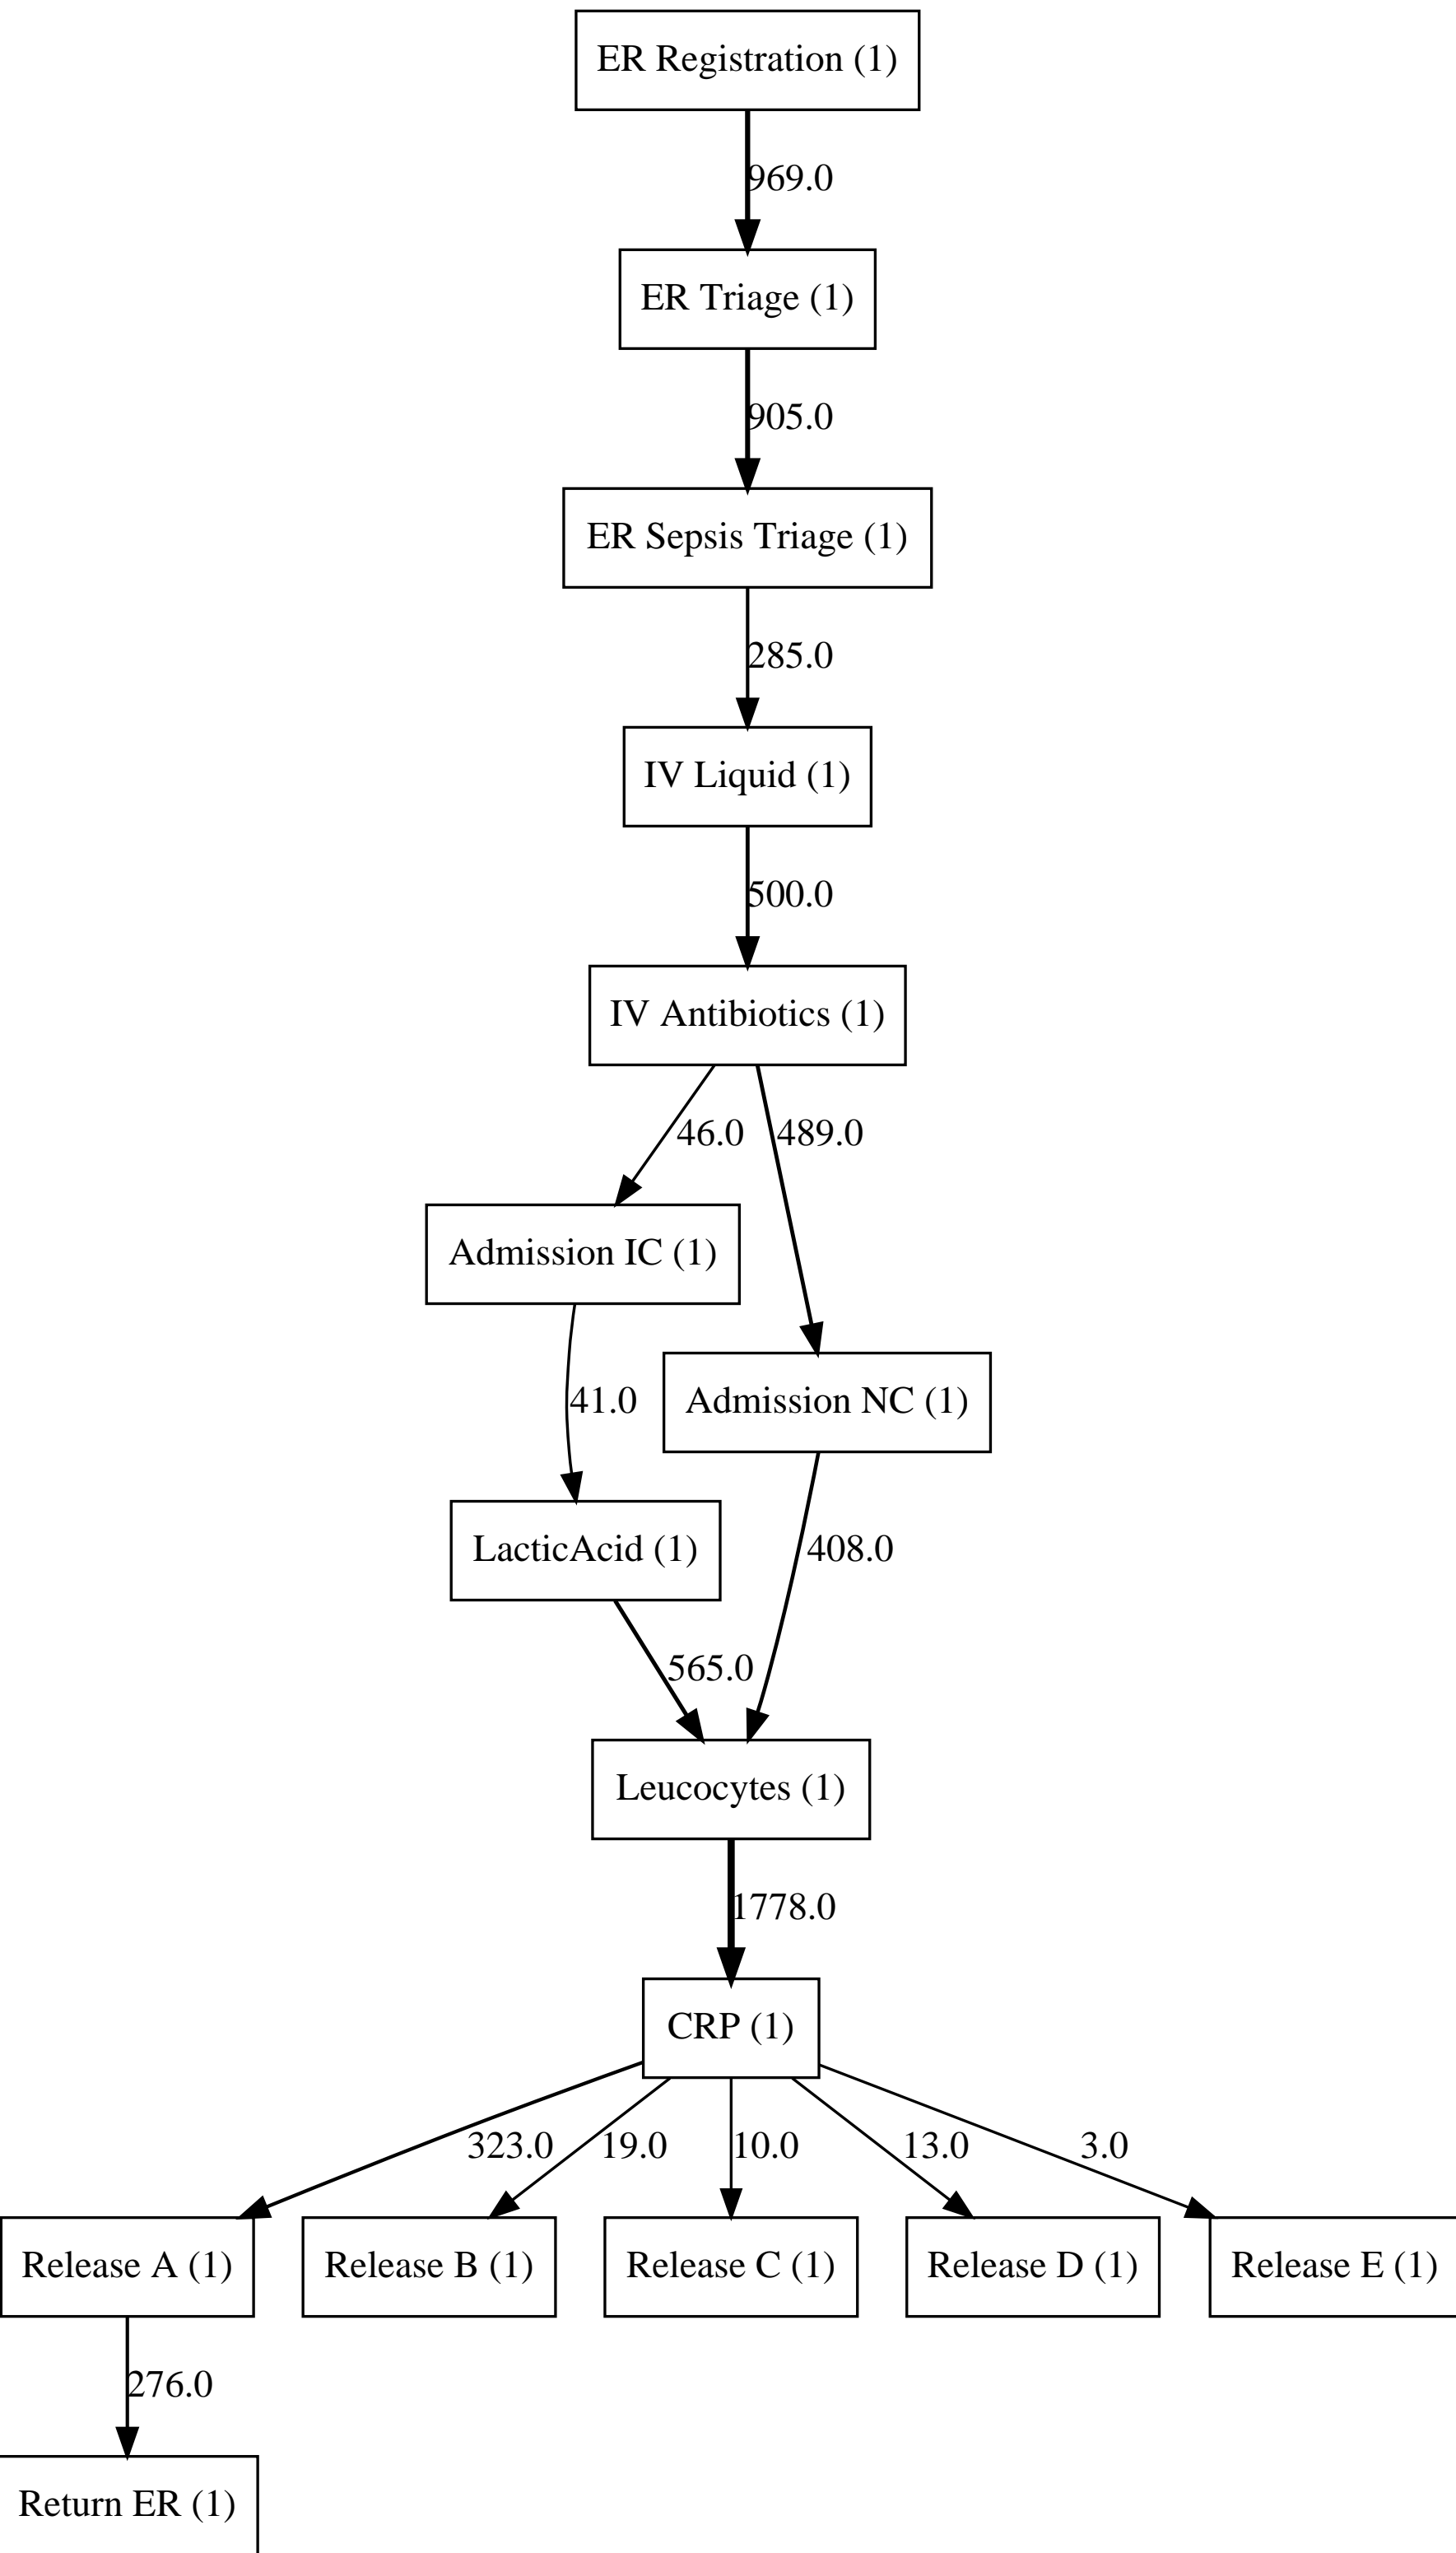 ER Registration (1)
969.0
ER Triage (1)
905.0
ER Sepsis Triage (1)
285.0
IV Liquid (1)
500.0
IV Antibiotics (1)
46.0
489.0
Admission IC (1)
41.0
Admission NC (1)
LacticAcid (1)
408.0
565.0
Leucocytes (1)
1778.0
CRP (1)
323.0
19.0
10.0
13.0
3.0
Release A (1)
Release B (1)
Release C (1)
Release D (1)
Release E (1)
276.0
Return ER (1)